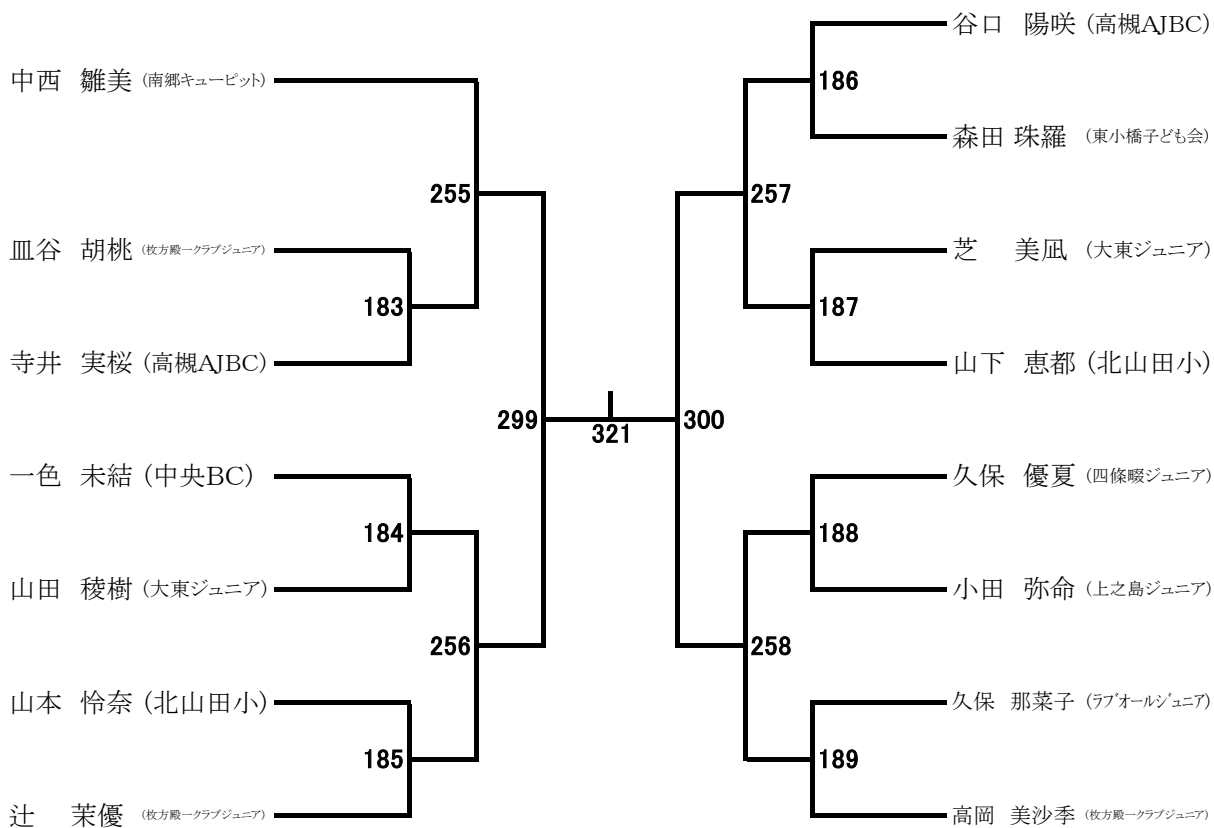 中西 雛美 (南郷キューピット)
255
皿谷 胡桃 (枚方殿一クラブジュニア)
183
寺井 実桜 (高槻AJBC)
299
一色 未結 (中央BC)
184
山田 稜樹 (大東ジュニア)
256
山本 怜奈 (北山田小)
185
辻 茉優 (枚方殿一クラブジュニア)
321
谷口 陽咲 (高槻AJBC)
186
森田 珠羅 (東小橋子ども会)
257
芝 美凪 (大東ジュニア)
187
山下 恵都 (北山田小)
300
久保 優夏 (四條畷ジュニア)
188
小田 弥命 (上之島ジュニア)
258
久保 那菜子 (ラブオールジュニア)
189
高岡 美沙季 (枚方殿一クラブジュニア)